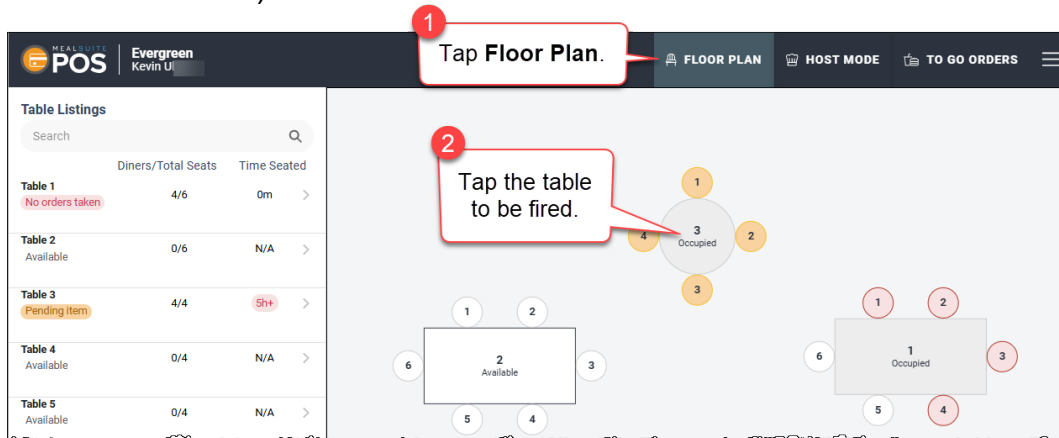 1
Tap Floor Plan.
MEALSUITE
POS
Evergreen
Kevin U
FLOOR PLAN
HOST MODE
TO GO ORDERS
Table Listings
Search
Diners/Total Seats Time Seated
Table 1
No orders taken
4/6 0m
Table 2
Available
0/6 N/A
Table 3
Pending item
4/4 5h+
Table 4
Available
0/4 N/A
Table 5
Available
0/4 N/A
2
Tap the table
to be fired.
1
4
3
Occupied
2
3
1 2
6
2
Available
3
5 4
1 2
6
1
Occupied
3
5 4